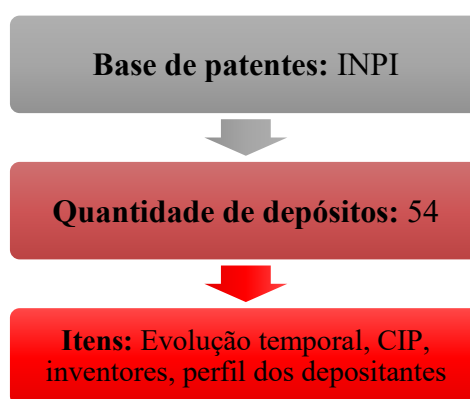 Base de patentes: INPI
Quantidade de depósitos: 54
Itens: Evolução temporal, CIP,
inventores, perfil dos depositantes